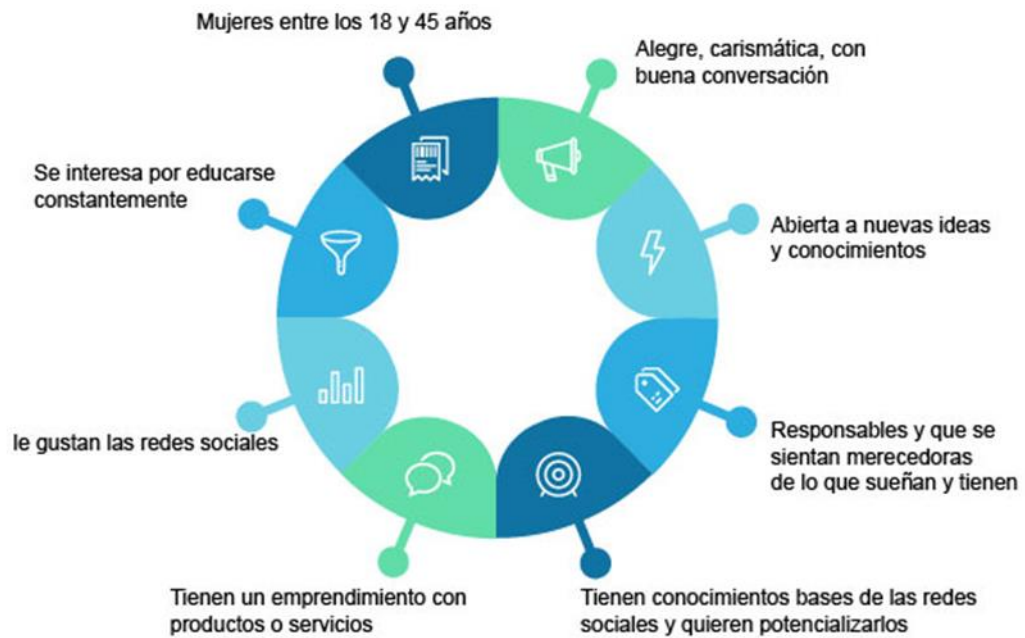 Mujeres entre los 18 y 45 años
Alegre, carismática, con
buena conversación
Abierta a nuevas ideas
y conocimientos
Responsables y que se
sientan merecedoras
de lo que sueñan y tienen
Tienen conocimientos bases de las redes
sociales y quieren potencializarlos
Tienen un emprendimiento con
productos o servicios
le gustan las redes sociales
Se interesa por educarse
constantemente